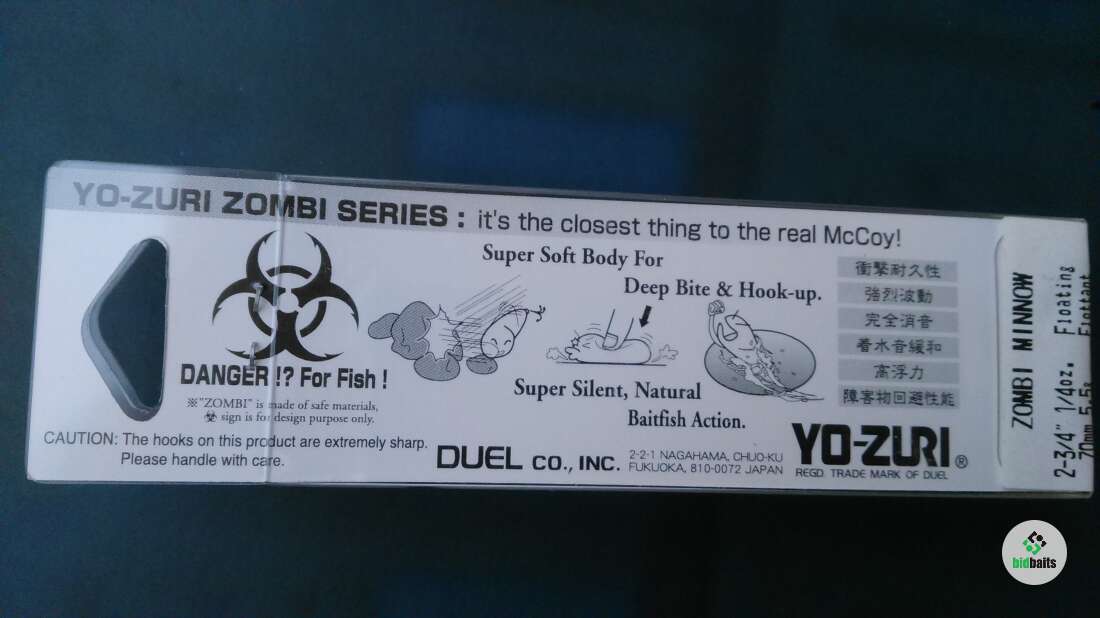 YO-ZURI ZOMBI SERIES : it's the closest thing to the real McCoy!
Super Soft Body For
Deep Bite & Hook-up.
Super Silent, Natural
Baitfish Action.
衝撃耐久性
強烈波動
完全消音
着水音緩和
高浮力
障害物回避性能
DANGER !? For Fish !
※"ZOMBI" is made of safe materials,
☣ sign is for design purpose only.
CAUTION: The hooks on this product are extremely sharp.
Please handle with care.
DUEL CO., INC.
2-2-1 NAGAHAMA, CHUO-KU
FUKUOKA, 810-0072 JAPAN
YO-ZURI®
REGD. TRADE MARK OF DUEL
ZOMBI MINNOW
2-3/4" 1/4oz. Floating
70mm 5.5g Flottant
bidbaits